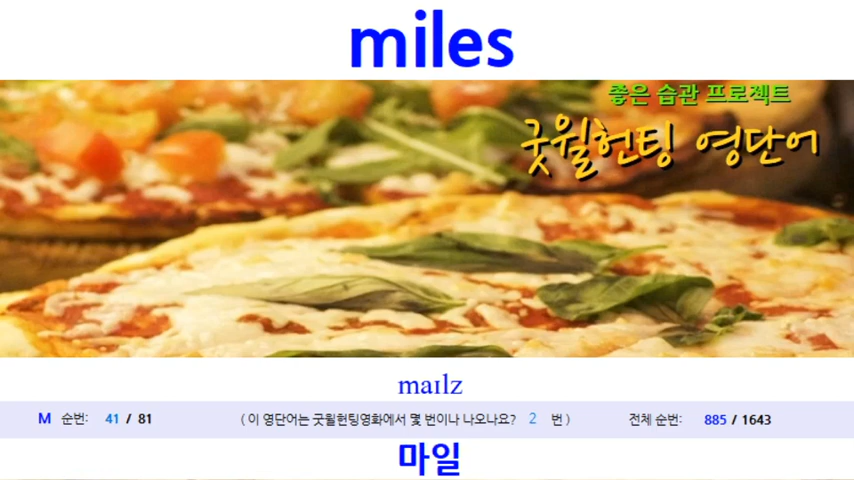 miles
좋은 습관 프로젝트
굿윌헌팅 영단어
maɪlz
M 순번: 41 / 81 ( 이 영단어는 굿윌헌팅영화에서 몇 번이나 나오나요? 2 번 ) 전체 순번: 885 / 1643
마일